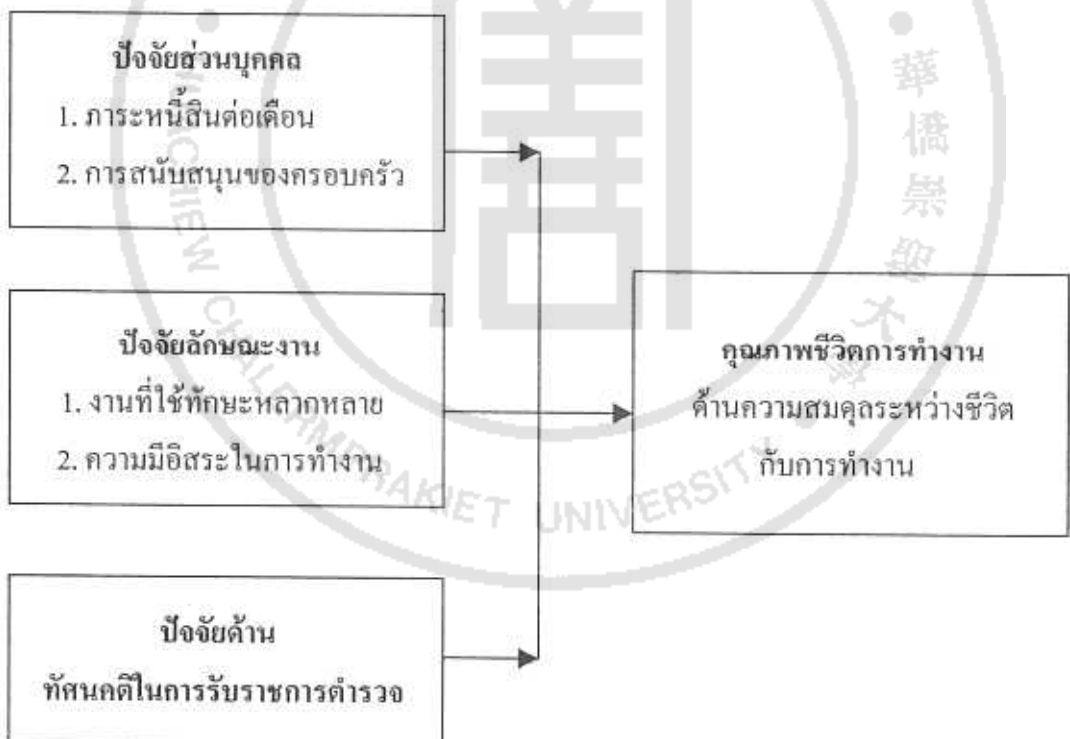 ปัจจัยส่วนบุคคล
1. ภาระหนี้สินต่อเดือน
2. การสนับสนุนของครอบครัว
ปัจจัยลักษณะงาน
1. งานที่ใช้ทักษะหลากหลาย
2. ความมีอิสระในการทำงาน
ปัจจัยด้าน
ทัศนคติในการรับราชการตำรวจ
คุณภาพชีวิตการทำงาน
ด้านความสมดุลระหว่างชีวิต
กับการทำงาน
HUACHIEW CHALERMPRAKIET UNIVERSITY
華僑崇聖大學